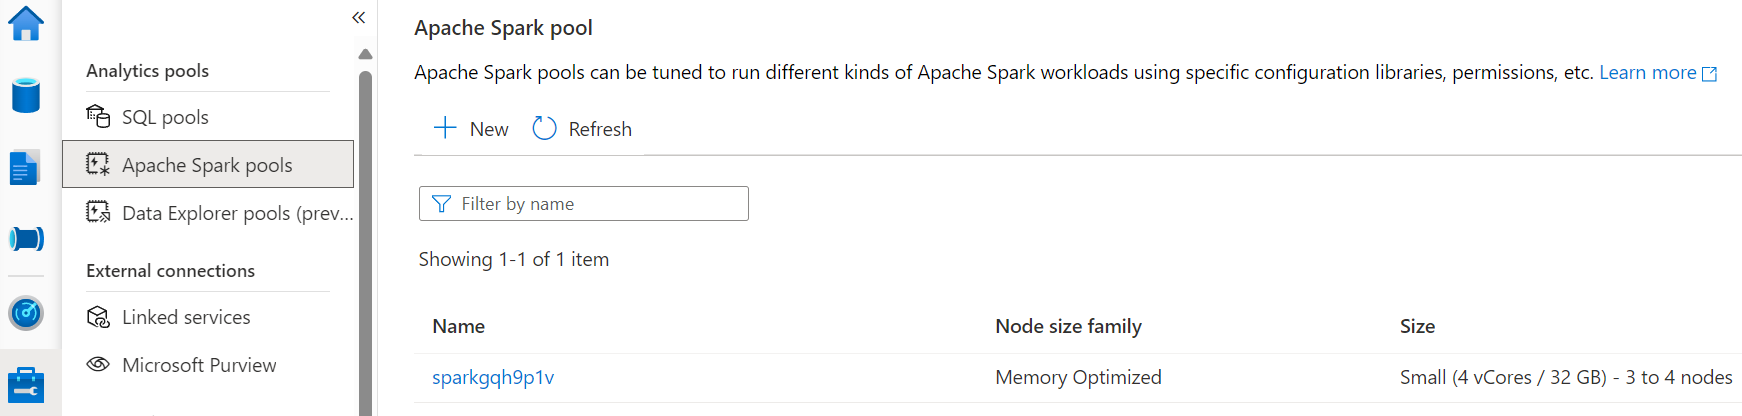 Analytics pools
SQL pools
Apache Spark pools
Data Explorer pools (prev...
External connections
Linked services
Microsoft Purview
Apache Spark pool
Apache Spark pools can be tuned to run different kinds of Apache Spark workloads using specific configuration libraries, permissions, etc. Learn more
New Refresh
Filter by name
Showing 1-1 of 1 item
Name Node size family Size
sparkgqh9p1v Memory Optimized Small (4 vCores / 32 GB) - 3 to 4 nodes